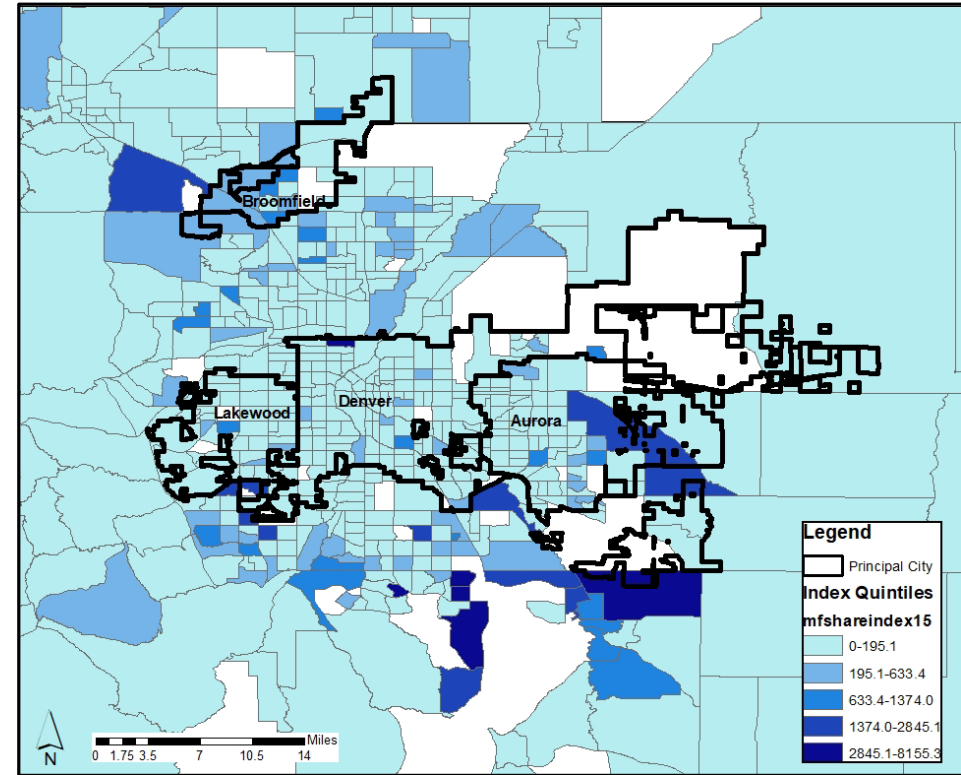 Broomfield
Lakewood
Denver
Aurora
Legend
Principal City
Index Quintiles
mfshareindex15
0-195.1
195.1-633.4
633.4-1374.0
1374.0-2845.1
2845.1-8155.3
N
Miles
0 1.75 3.5 7 10.5 14